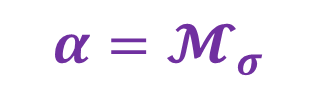 α = ℳσ